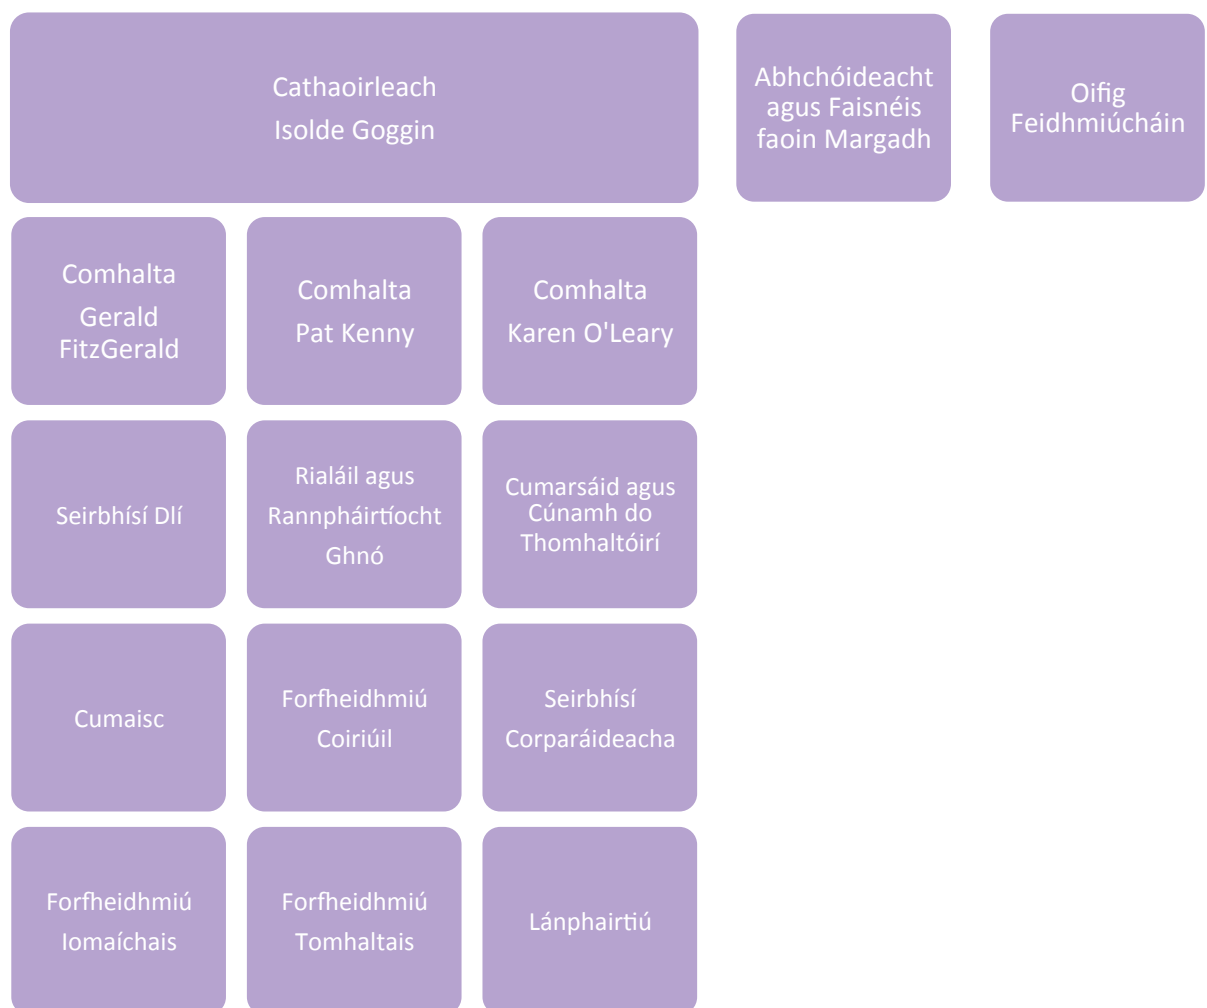 Cathaoirleach
Isolde Goggin
Abhchóideacht
agus Faisnéis
faoin Margadh
Oifig
Feidhmiúcháin
Comhalta
Gerald
FitzGerald
Comhalta
Pat Kenny
Comhalta
Karen O'Leary
Seirbhísí Dlí
Rialáil agus
Rannpháirtíocht
Ghnó
Cumarsáid agus
Cúnamh do
Thomhaltóirí
Cumaisc
Forfheidhmiú
Coiriúil
Seirbhísí
Corparáideacha
Forfheidhmiú
Iomaíchais
Forfheidhmiú
Tomhaltais
Lánphairtiú